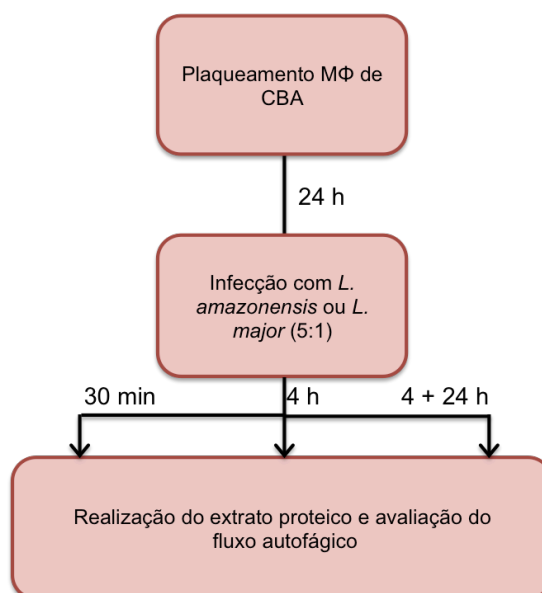 Plaqueamento MΦ de
CBA
24 h
Infecção com L.
amazonensis ou L.
major (5:1)
30 min
4 h
4 + 24 h
Realização do extrato proteico e avaliação do
fluxo autofágico